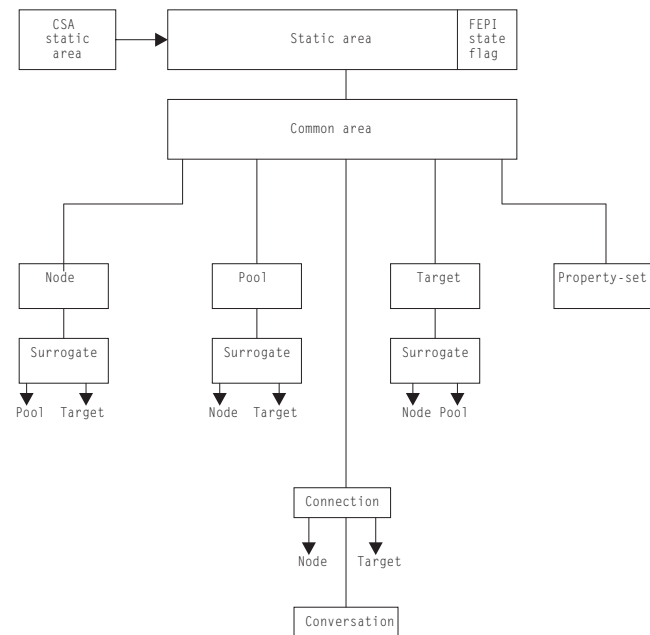 CSA
static
area
Static area
FEPI
state
flag
Common area
Node
Pool
Target
Property-set
Surrogate
Surrogate
Surrogate
Pool
Target
Node
Target
Node
Pool
Connection
Node
Target
Conversation